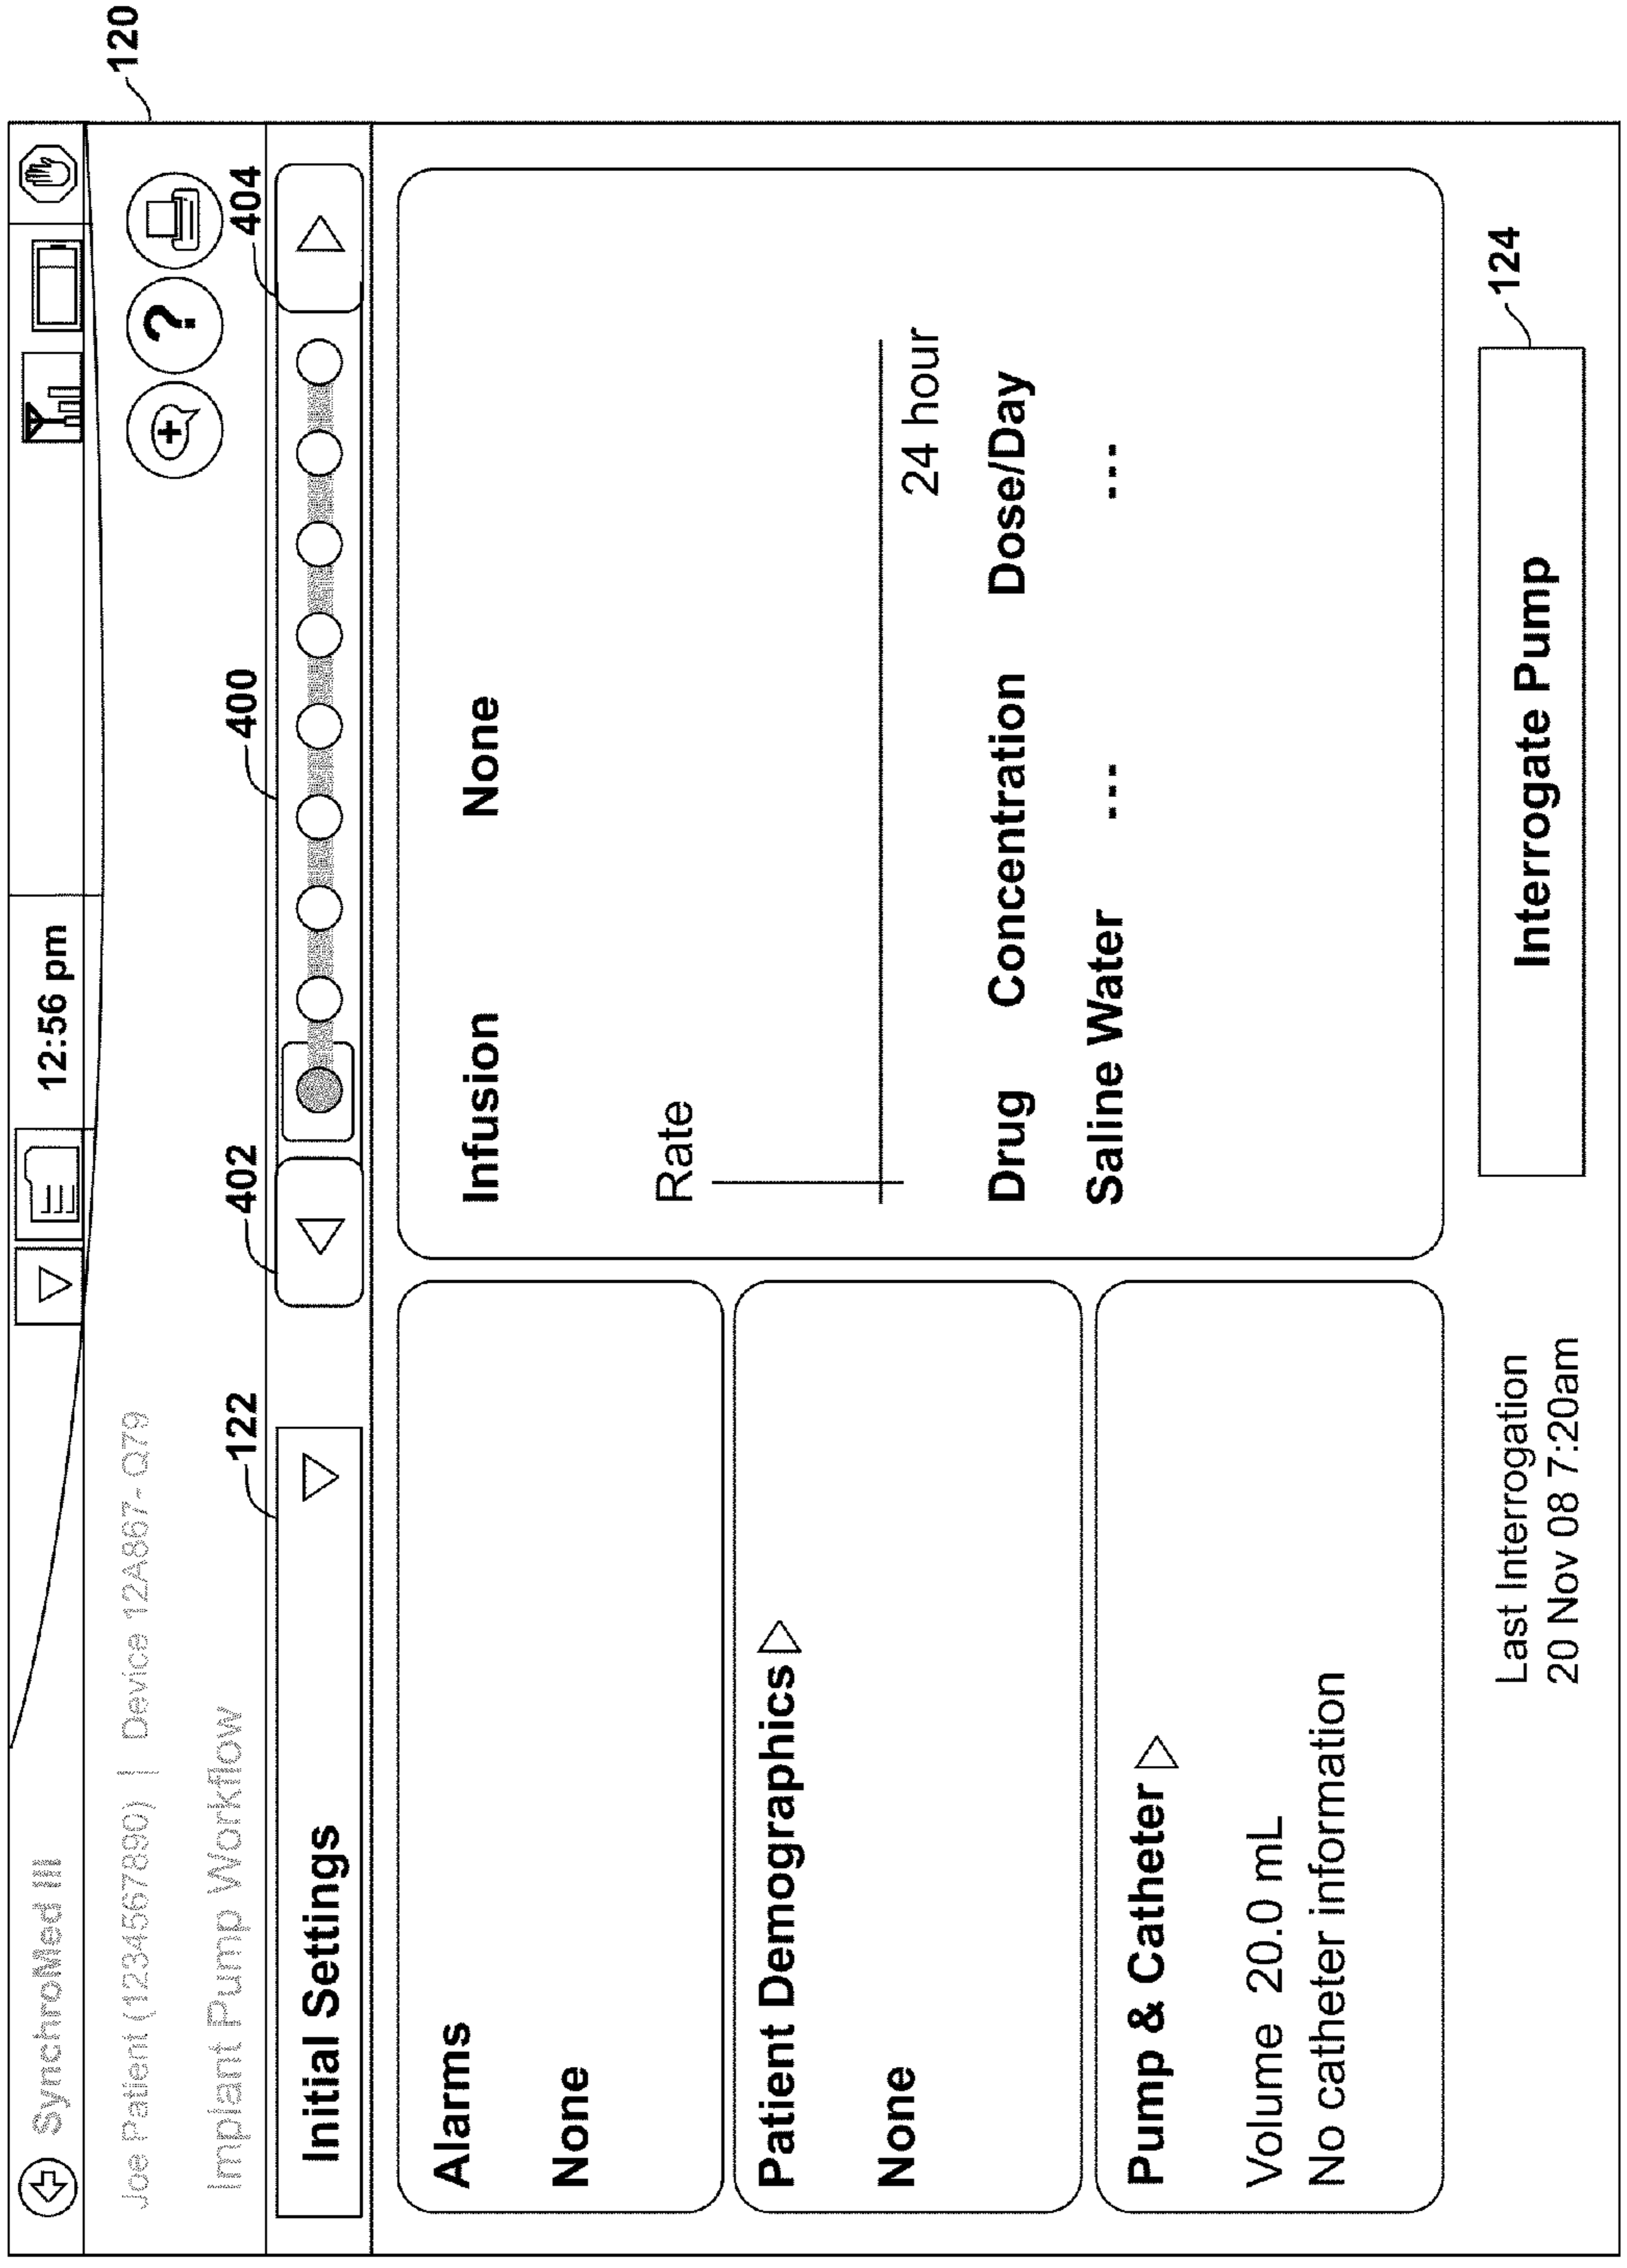 SynchroMed III
12:56 pm
120
Joe Patient (1234567890) | Device 12A867- Q79
?
Implant Pump Workflow
122
402
400
404
Initial Settings
Alarms
None
Patient Demographics
None
Pump & Catheter
Volume 20.0 mL
No catheter information
Infusion None
Rate
24 hour
Drug Concentration Dose/Day
Saline Water --- ---
Last Interrogation
20 Nov 08 7:20am
Interrogate Pump
124